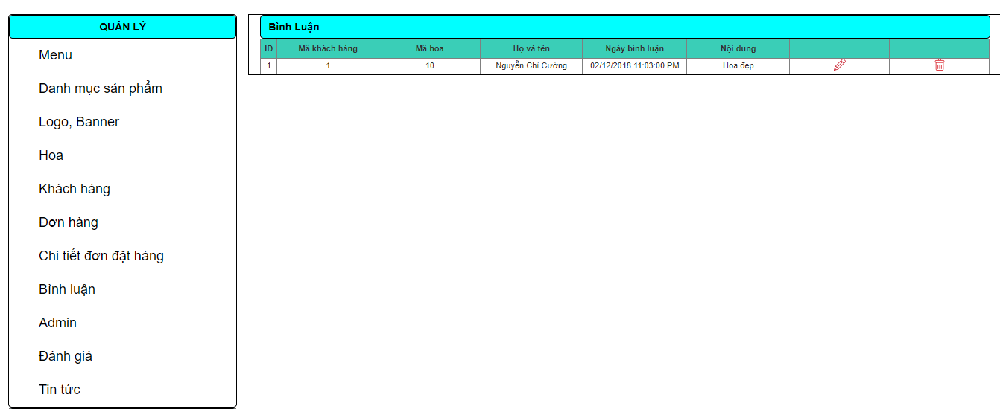 QUẢN LÝ
Menu
Danh mục sản phẩm
Logo, Banner
Hoa
Khách hàng
Đơn hàng
Chi tiết đơn đặt hàng
Bình luận
Admin
Đánh giá
Tin tức
Bình Luận
ID Mã khách hàng Mã hoa Họ và tên Ngày bình luận Nội dung
1 1 10 Nguyễn Chí Cường 02/12/2018 11:03:00 PM Hoa đẹp